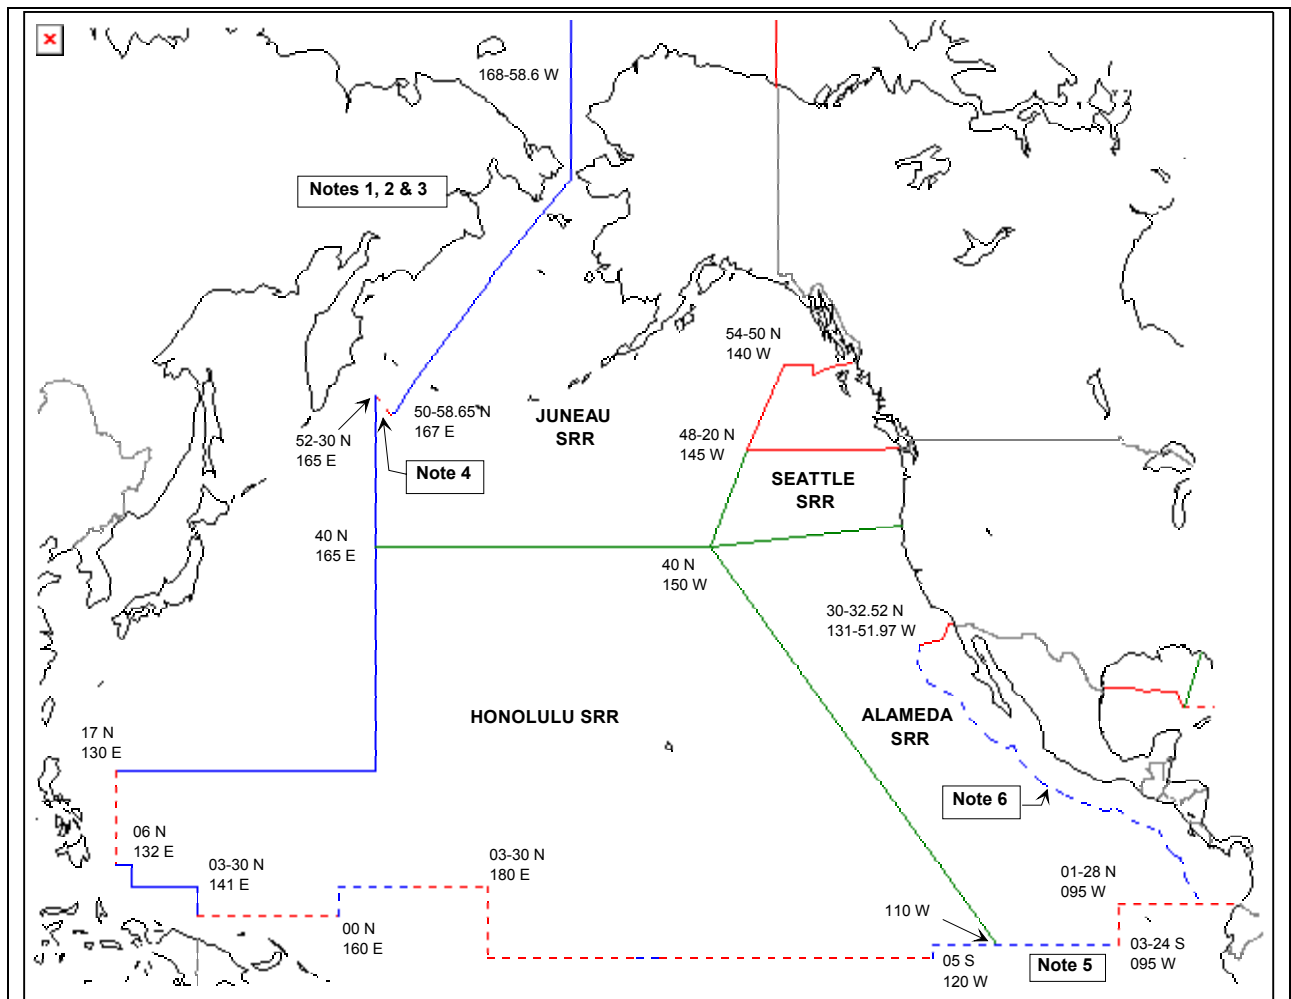 168-58.6 W
Notes 1, 2 & 3
54-50 N
140 W
50-58.65 N
167 E
JUNEAU
SRR
52-30 N
165 E
48-20 N
145 W
Note 4
SEATTLE
SRR
40 N
165 E
40 N
150 W
30-32.52 N
131-51.97 W
HONOLULU SRR
ALAMEDA
SRR
17 N
130 E
Note 6
06 N
132 E
03-30 N
141 E
03-30 N
180 E
01-28 N
095 W
110 W
00 N
160 E
05 S
120 W
Note 5
03-24 S
095 W